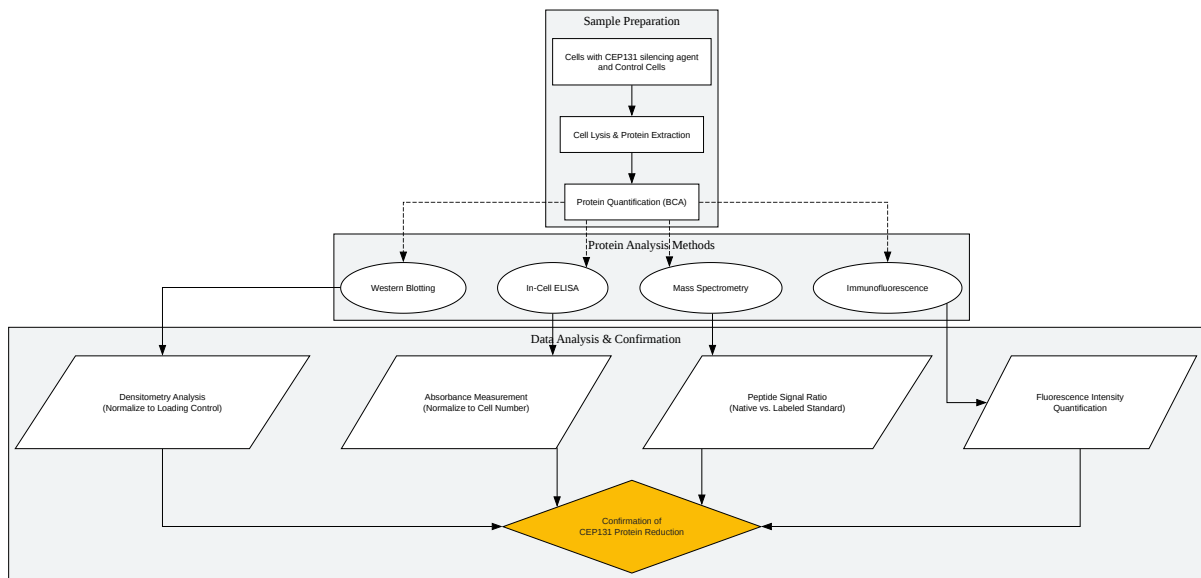 Sample Preparation
Cells with CEP131 silencing agent
and Control Cells
Cell Lysis & Protein Extraction
Protein Quantification (BCA)
Protein Analysis Methods
Western Blotting
In-Cell ELISA
Mass Spectrometry
Immunofluorescence
Data Analysis & Confirmation
Densitometry Analysis
(Normalize to Loading Control)
Absorbance Measurement
(Normalize to Cell Number)
Peptide Signal Ratio
(Native vs. Labeled Standard)
Fluorescence Intensity
Quantification
Confirmation of
CEP131 Protein Reduction